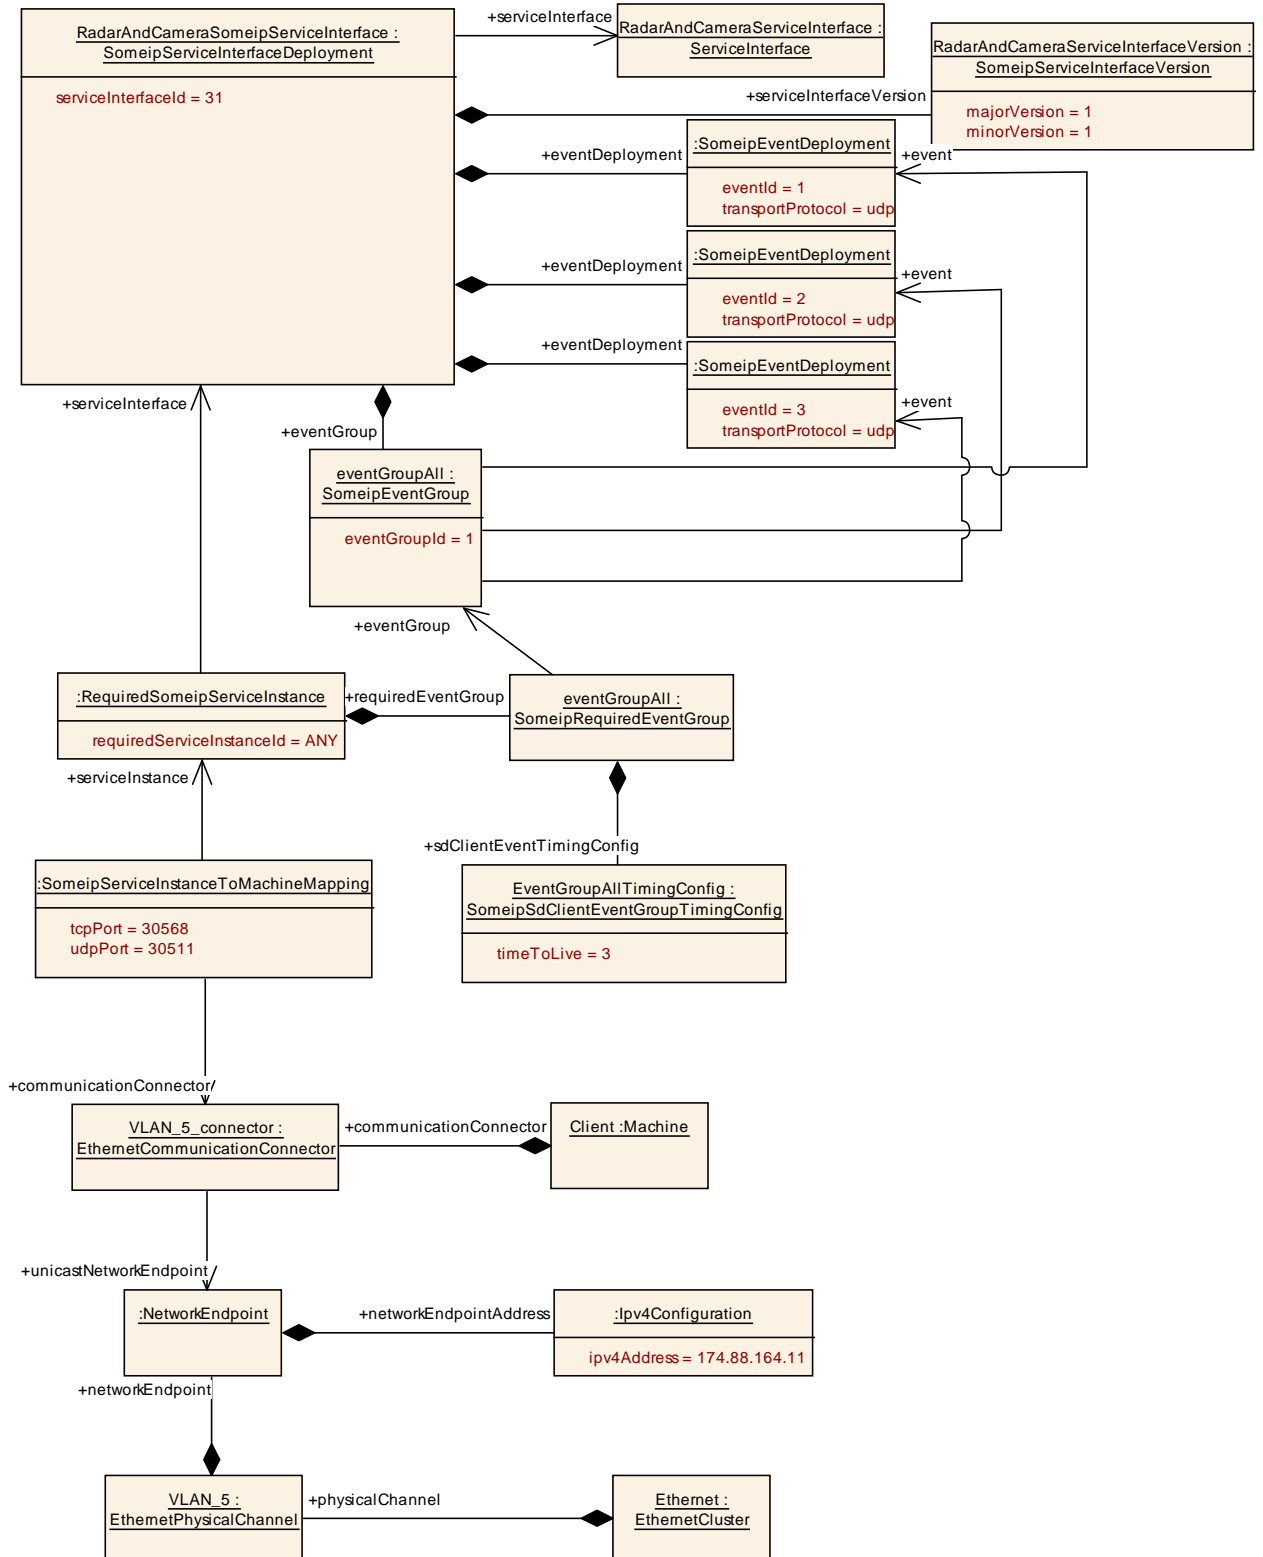 RadarAndCameraSomeipServiceInterface :
SomeipServiceInterfaceDeployment
serviceInterfaceId = 31
+serviceInterface
RadarAndCameraServiceInterface :
ServiceInterface
RadarAndCameraServiceInterfaceVersion :
SomeipServiceInterfaceVersion
majorVersion = 1
minorVersion = 1
+serviceInterfaceVersion
+eventDeployment
:SomeipEventDeployment
eventId = 1
transportProtocol = udp
+event
+eventDeployment
:SomeipEventDeployment
eventId = 2
transportProtocol = udp
+event
+eventDeployment
:SomeipEventDeployment
eventId = 3
transportProtocol = udp
+event
+serviceInterface
+eventGroup
eventGroupAll :
SomeipEventGroup
eventGroupId = 1
+eventGroup
:RequiredSomeipServiceInstance
requiredServiceInstanceId = ANY
+requiredEventGroup
eventGroupAll :
SomeipRequiredEventGroup
+serviceInstance
+sdClientEventTimingConfig
:SomeipServiceInstanceToMachineMapping
tcpPort = 30568
udpPort = 30511
EventGroupAllTimingConfig :
SomeipSdClientEventGroupTimingConfig
timeToLive = 3
+communicationConnector
VLAN_5_connector :
EthernetCommunicationConnector
+communicationConnector
Client :Machine
+unicastNetworkEndpoint
:NetworkEndpoint
+networkEndpointAddress
:Ipv4Configuration
ipv4Address = 174.88.164.11
+networkEndpoint
VLAN_5 :
EthernetPhysicalChannel
+physicalChannel
Ethernet :
EthernetCluster